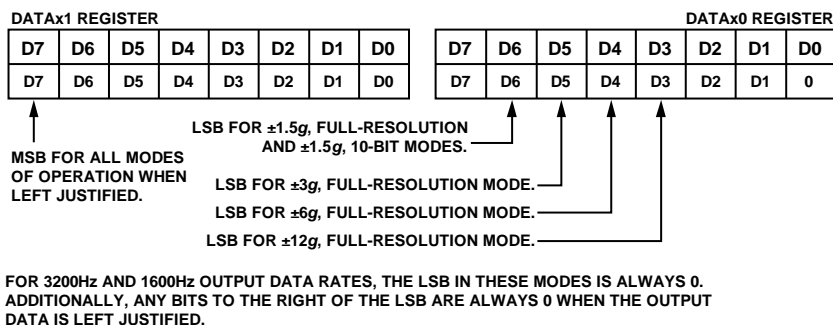 DATAx1 REGISTER
DATAx0 REGISTER
D7 D6 D5 D4 D3 D2 D1 D0
D7 D6 D5 D4 D3 D2 D1 D0
D7 D6 D5 D4 D3 D2 D1 D0
D7 D6 D5 D4 D3 D2 D1 0
MSB FOR ALL MODES
OF OPERATION WHEN
LEFT JUSTIFIED.
LSB FOR ±1.5g, FULL-RESOLUTION
AND ±1.5g, 10-BIT MODES.
LSB FOR ±3g, FULL-RESOLUTION MODE.
LSB FOR ±6g, FULL-RESOLUTION MODE.
LSB FOR ±12g, FULL-RESOLUTION MODE.
FOR 3200Hz AND 1600Hz OUTPUT DATA RATES, THE LSB IN THESE MODES IS ALWAYS 0.
ADDITIONALLY, ANY BITS TO THE RIGHT OF THE LSB ARE ALWAYS 0 WHEN THE OUTPUT
DATA IS LEFT JUSTIFIED.